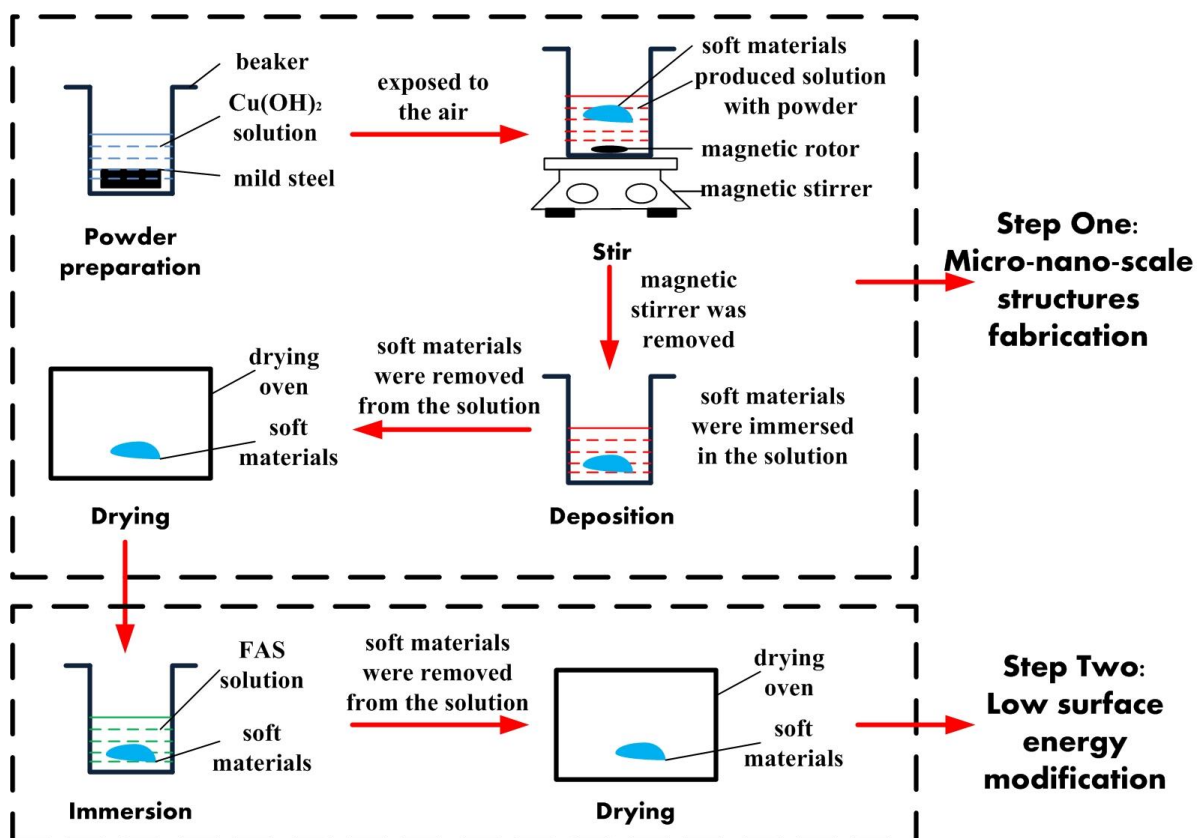 beaker
Cu(OH)₂
solution
mild steel
Powder
preparation
exposed to
the air
soft materials
produced solution
with powder
magnetic rotor
magnetic stirrer
Stir
magnetic
stirrer was
removed
Step One:
Micro-nano-scale
structures
fabrication
drying
oven
soft
materials
Drying
soft materials
were removed
from the solution
soft materials
were immersed
in the solution
Deposition
FAS
solution
soft
materials
Immersion
soft materials
were removed
from the solution
drying
oven
soft
materials
Drying
Step Two:
Low surface
energy
modification